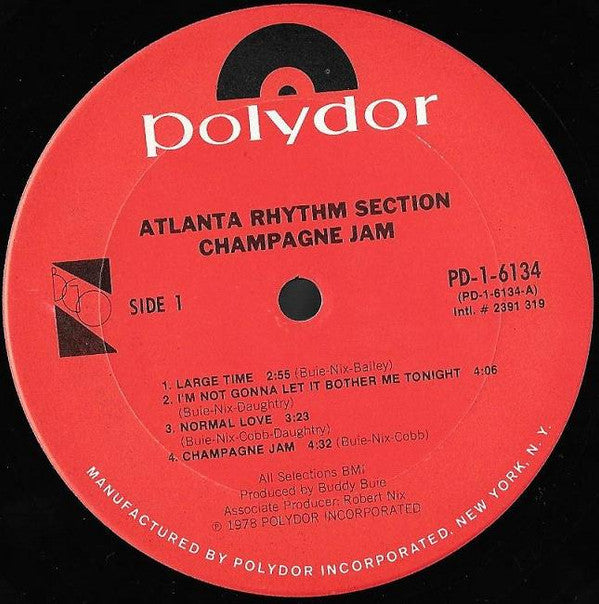 polydor
ATLANTA RHYTHM SECTION
CHAMPAGNE JAM
SIDE 1
PD-1-6134
(PD-1-6134-A)
Intl. # 2391 319
1. LARGE TIME 2:55 (Buie-Nix-Bailey)
2. I'M NOT GONNA LET IT BOTHER ME TONIGHT 4:06
(Buie-Nix-Daughtry)
3. NORMAL LOVE 3:23
(Buie-Nix-Cobb-Daughtry)
4. CHAMPAGNE JAM 4:32 (Buie-Nix-Cobb)
All Selections BMI
Produced by Buddy Buie
Associate Producer: Robert Nix
℗ 1978 POLYDOR INCORPORATED
MANUFACTURED BY POLYDOR INCORPORATED, NEW YORK, N. Y.